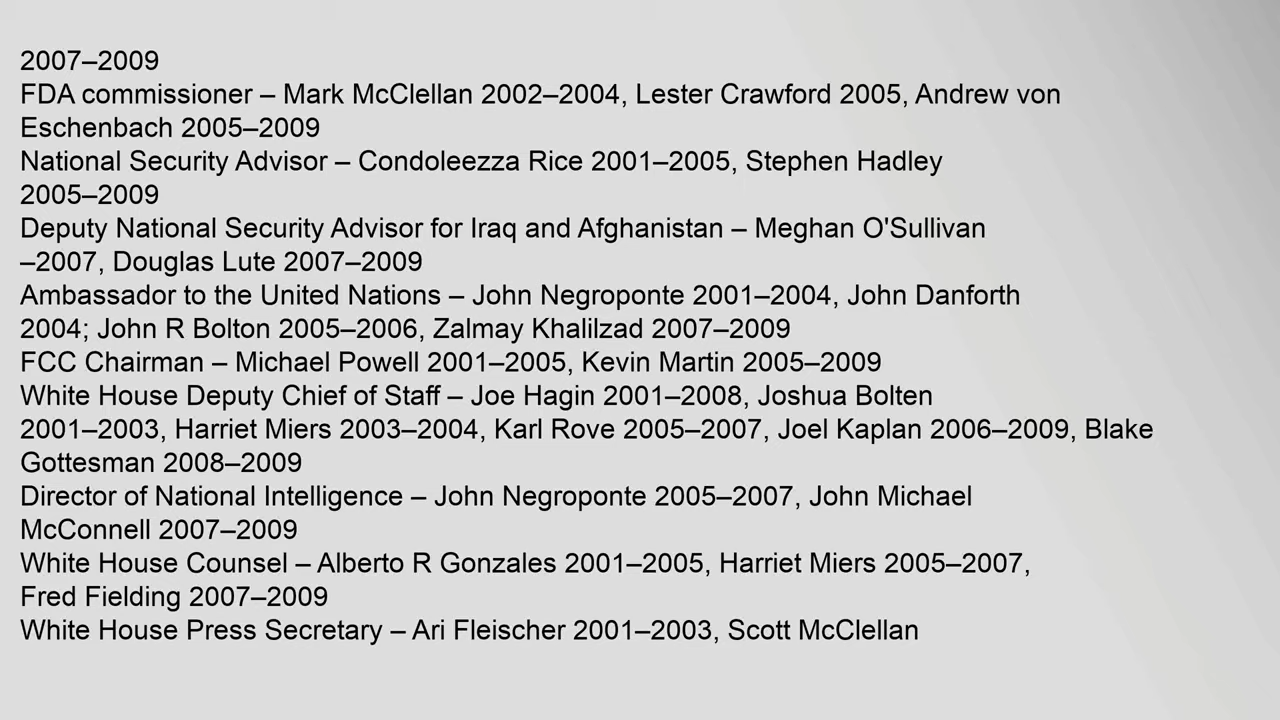 2007–2009
FDA commissioner – Mark McClellan 2002–2004, Lester Crawford 2005, Andrew von
Eschenbach 2005–2009
National Security Advisor – Condoleezza Rice 2001–2005, Stephen Hadley
2005–2009
Deputy National Security Advisor for Iraq and Afghanistan – Meghan O'Sullivan
–2007, Douglas Lute 2007–2009
Ambassador to the United Nations – John Negroponte 2001–2004, John Danforth
2004; John R Bolton 2005–2006, Zalmay Khalilzad 2007–2009
FCC Chairman – Michael Powell 2001–2005, Kevin Martin 2005–2009
White House Deputy Chief of Staff – Joe Hagin 2001–2008, Joshua Bolten
2001–2003, Harriet Miers 2003–2004, Karl Rove 2005–2007, Joel Kaplan 2006–2009, Blake
Gottesman 2008–2009
Director of National Intelligence – John Negroponte 2005–2007, John Michael
McConnell 2007–2009
White House Counsel – Alberto R Gonzales 2001–2005, Harriet Miers 2005–2007,
Fred Fielding 2007–2009
White House Press Secretary – Ari Fleischer 2001–2003, Scott McClellan